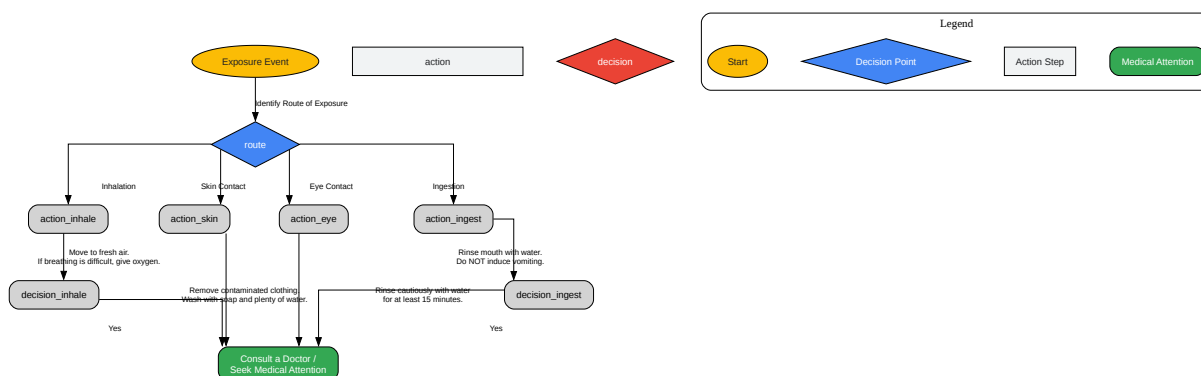 Legend
Exposure Event
action
decision
Start
Decision Point
Action Step
Medical Attention
Identify Route of Exposure
route
Inhalation
Skin Contact
Eye Contact
Ingestion
action_inhale
action_skin
action_eye
action_ingest
Move to fresh air.
If breathing is difficult, give oxygen.
Rinse mouth with water.
Do NOT induce vomiting.
decision_inhale
Remove contaminated clothing.
Wash with soap and plenty of water.
Rinse cautiously with water
for at least 15 minutes.
decision_ingest
Yes
Yes
Consult a Doctor /
Seek Medical Attention